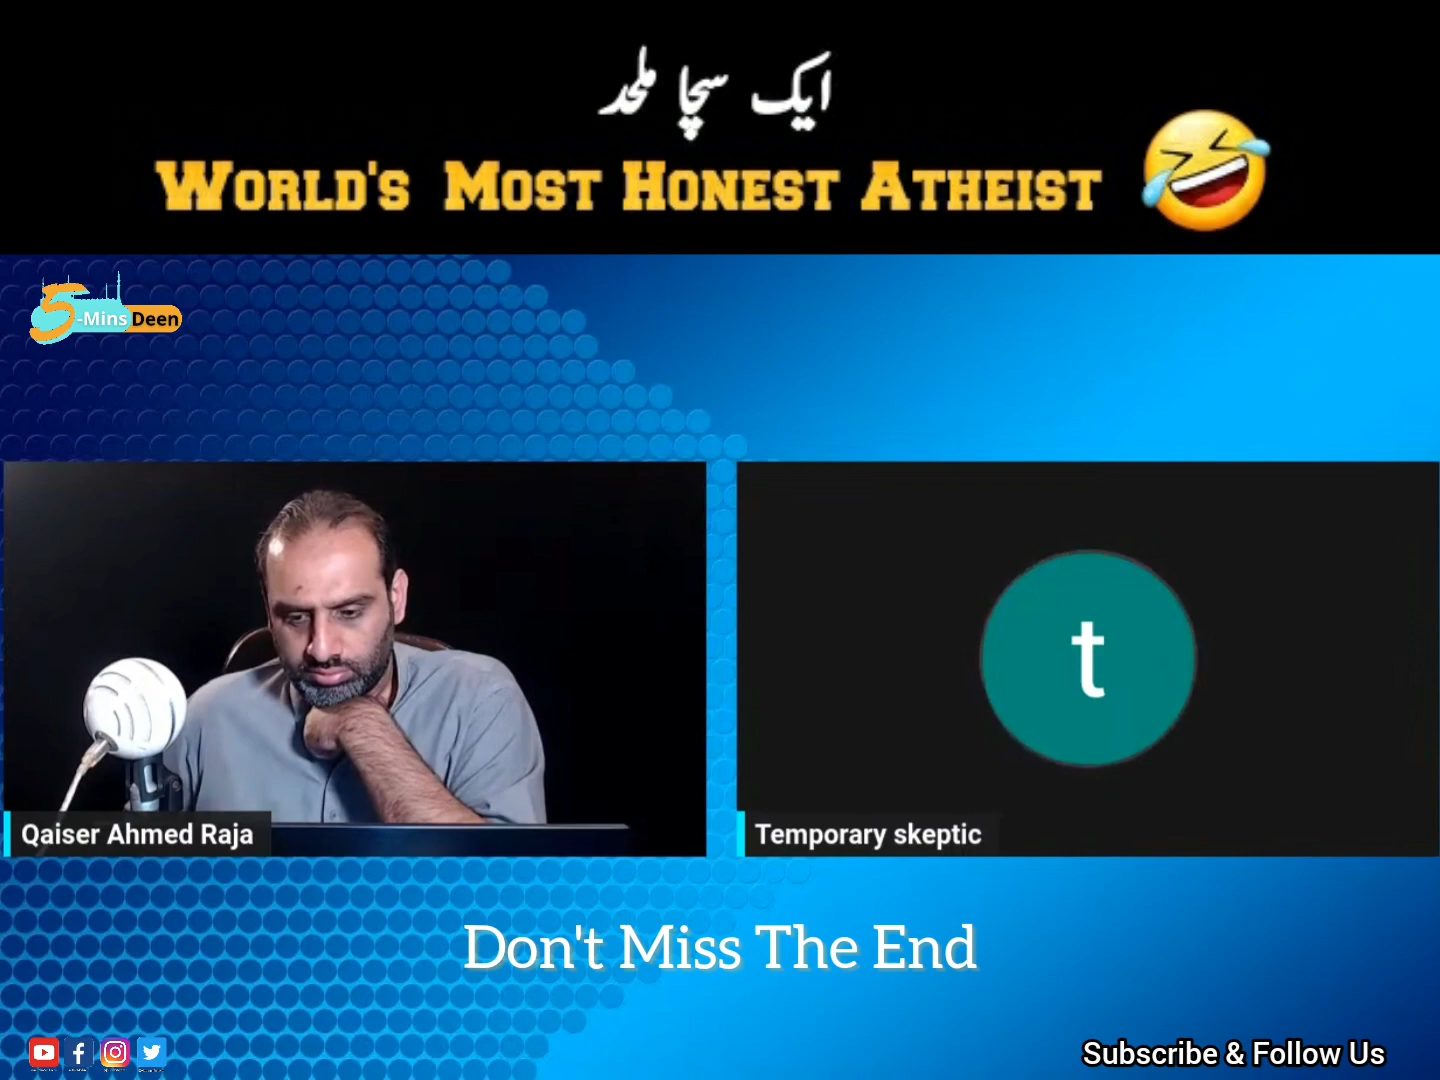 ایک سچا ملحد
WORLD'S MOST HONEST ATHEIST
5-Mins Deen
t
Qaiser Ahmed Raja
Temporary skeptic
Don't Miss The End
Subscribe & Follow Us